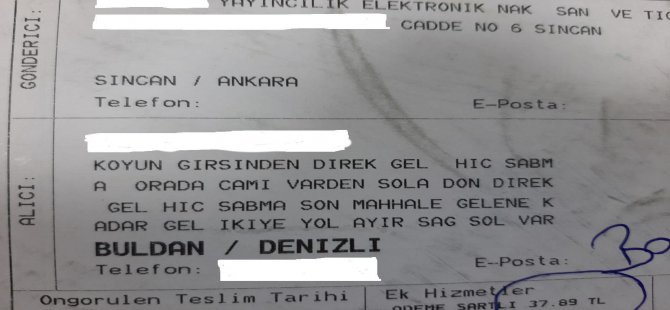 YAYINCILIK ELEKTRONIK NAK SAN VE TIC
CADDE NO 6 SINCAN
GONDERICI:
SINCAN / ANKARA
Telefon: E-Posta:
ALICI:
KOYUN GIRSINDEN DIREK GEL HIC SABM
A ORADA CAMI VARDEN SOLA DON DIREK
GEL HIC SABMA SON MAHHALE GELENE K
ADAR GEL IKIYE YOL AYIR SAG SOL VAR
BULDAN / DENIZLI
Telefon: E-Posta:
Ongorulen Teslim Tarihi Ek Hizmetler
ODEME SARTLI 37.89 TL